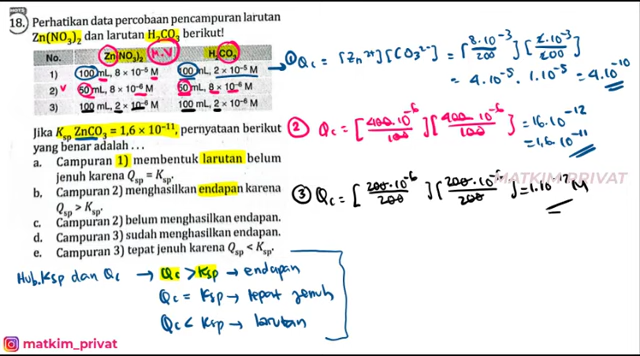 HOTS
18. Perhatikan data percobaan pencampuran larutan
Zn(NO₃)₂ dan larutan H₂CO₃ berikut!
No. Zn(NO₃)₂ M.V H₂CO₃
1) 100 mL, 8 × 10⁻⁵ M 100 mL, 2 × 10⁻⁵ M
2) v 50 mL, 8 × 10⁻⁶ M 50 mL, 8 × 10⁻⁶ M
3) 100 mL, 2 × 10⁻⁶ M 100 mL, 2 × 10⁻⁶ M
Jika Ksp ZnCO₃ = 1,6 × 10⁻¹¹, pernyataan berikut
yang benar adalah . . .
a. Campuran 1) membentuk larutan belum
jenuh karena Qsp = Ksp.
b. Campuran 2) menghasilkan endapan karena
Qsp > Ksp.
c. Campuran 2) belum menghasilkan endapan.
d. Campuran 3) sudah menghasilkan endapan.
e. Campuran 3) tepat jenuh karena Qsp < Ksp.
Hub. Ksp dan Qc → Qc > Ksp → endapan
Qc = Ksp → tepat jenuh
Qc < Ksp → larutan
① Qc = [Zn²⁺][CO₃²⁻] = [8.10⁻³/200][2.10⁻³/200]
= 4.10⁻⁵ . 1.10⁻⁵ = 4.10⁻¹⁰
② Qc = [400.10⁻⁶/100][400.10⁻⁶/100] = 16.10⁻¹²
= 1,6.10⁻¹¹
③ Qc = [200.10⁻⁶/200][200.10⁻⁶/200] = 1.10⁻¹² M
MATKIM PRIVAT
matkim_privat